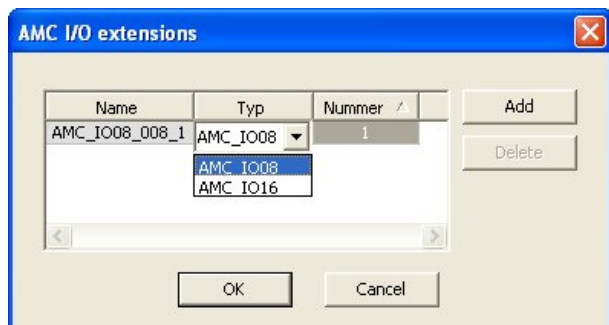 AMC I/O extensions
Name Typ Nummer
AMC_IO08_008_1 AMC_IO08 1
AMC_IO08
AMC_IO16
Add
Delete
OK Cancel